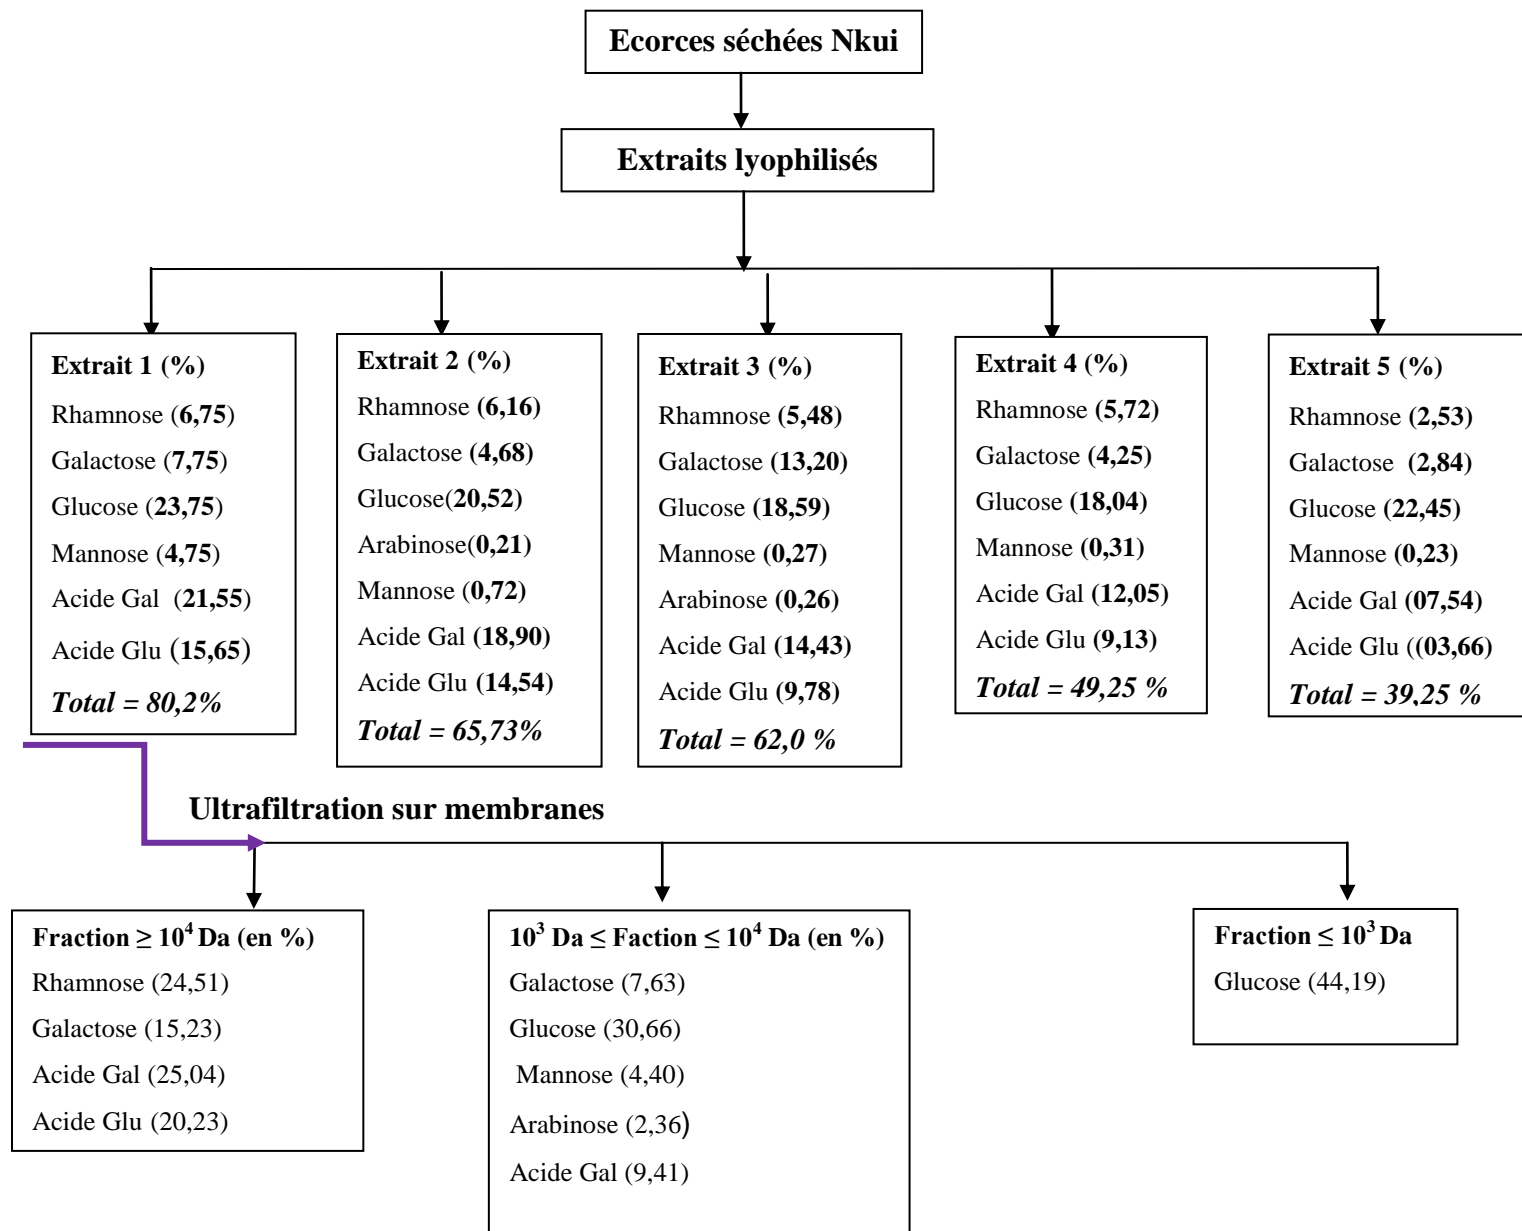 Ecorces séchées Nkui
Extraits lyophilisés
Extrait 1 (%)
Rhamnose (6,75)
Galactose (7,75)
Glucose (23,75)
Mannose (4,75)
Acide Gal (21,55)
Acide Glu (15,65)
Total = 80,2%
Extrait 2 (%)
Rhamnose (6,16)
Galactose (4,68)
Glucose(20,52)
Arabinose(0,21)
Mannose (0,72)
Acide Gal (18,90)
Acide Glu (14,54)
Total = 65,73%
Extrait 3 (%)
Rhamnose (5,48)
Galactose (13,20)
Glucose (18,59)
Mannose (0,27)
Arabinose (0,26)
Acide Gal (14,43)
Acide Glu (9,78)
Total = 62,0 %
Extrait 4 (%)
Rhamnose (5,72)
Galactose (4,25)
Glucose (18,04)
Mannose (0,31)
Acide Gal (12,05)
Acide Glu (9,13)
Total = 49,25 %
Extrait 5 (%)
Rhamnose (2,53)
Galactose (2,84)
Glucose (22,45)
Mannose (0,23)
Acide Gal (07,54)
Acide Glu ((03,66)
Total = 39,25 %
Ultrafiltration sur membranes
Fraction ≥ 10⁴ Da (en %)
Rhamnose (24,51)
Galactose (15,23)
Acide Gal (25,04)
Acide Glu (20,23)
10³ Da ≤ Faction ≤ 10⁴ Da (en %)
Galactose (7,63)
Glucose (30,66)
Mannose (4,40)
Arabinose (2,36)
Acide Gal (9,41)
Fraction ≤ 10³ Da
Glucose (44,19)